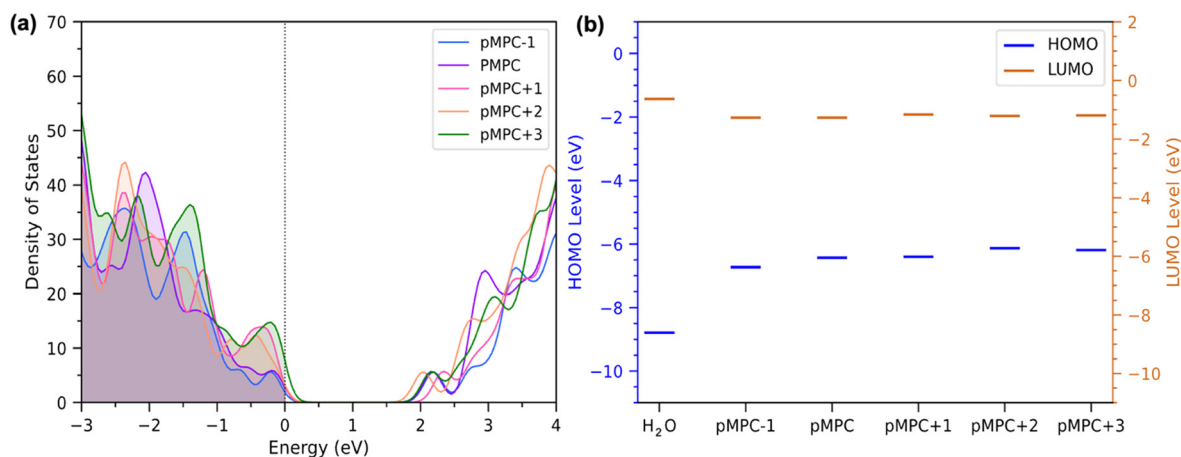 (a)
70
60
50
40
30
20
10
0
Density of States
pMPC-1
PMPC
pMPC+1
pMPC+2
pMPC+3
−3 −2 −1 0 1 2 3 4
Energy (eV)
(b)
0
−2
−4
−6
−8
−10
HOMO Level (eV)
HOMO
LUMO
2
0
−2
−4
−6
−8
−10
LUMO Level (eV)
H₂O pMPC-1 pMPC pMPC+1 pMPC+2 pMPC+3